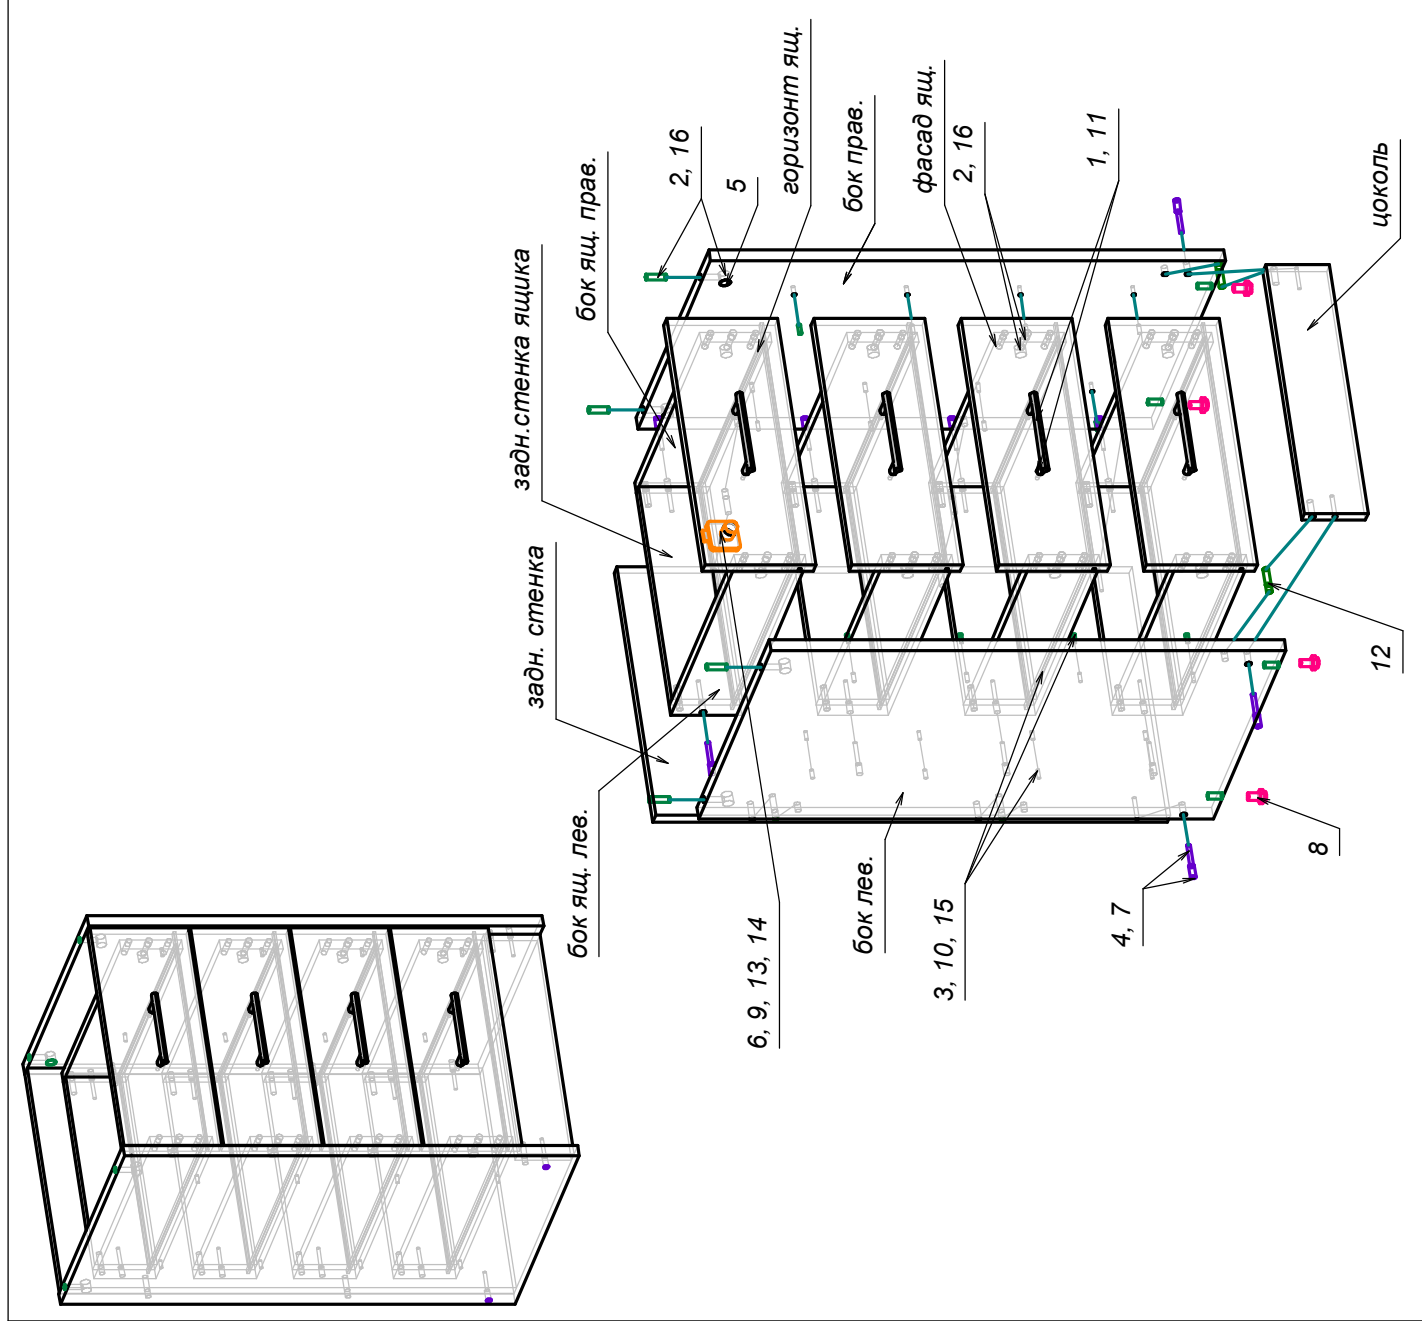 бок ящ. прав.
2, 16
5
горизонт ящ.
бок прав.
фасад ящ.
2, 16
1, 11
цоколь
задн.стенка ящика
задн. стенка
бок ящ. лев.
6, 9, 13, 14
бок лев.
3, 10, 15
4, 7
8
12